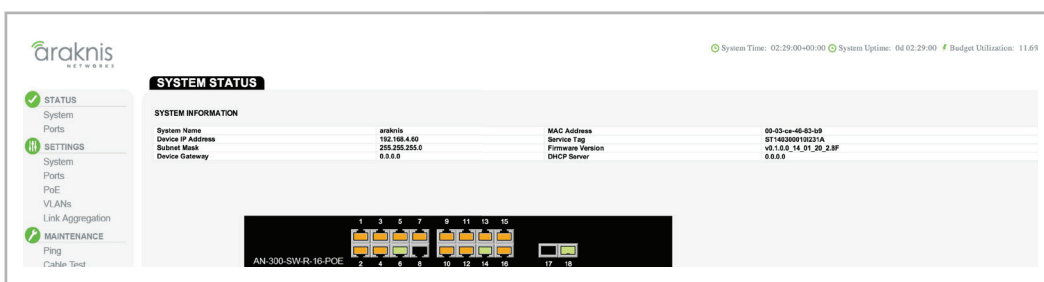 araknis
NETWORKS
System Time: 02:29:00+00:00 System Uptime: 0d 02:29:00 Budget Utilization: 11.6%
SYSTEM STATUS
STATUS
System
Ports
SETTINGS
System
Ports
PoE
VLANs
Link Aggregation
MAINTENANCE
Ping
Cable Test
SYSTEM INFORMATION
System Name araknis MAC Address 00-03-ce-46-83-b9
Device IP Address 192.168.4.60 Service Tag ST140300010I231A
Subnet Mask 255.255.255.0 Firmware Version v0.1.0.0_14_01_20_2.8F
Device Gateway 0.0.0.0 DHCP Server 0.0.0.0
1 3 5 7 9 11 13 15
AN-300-SW-R-16-POE 2 4 6 8 10 12 14 16 17 18